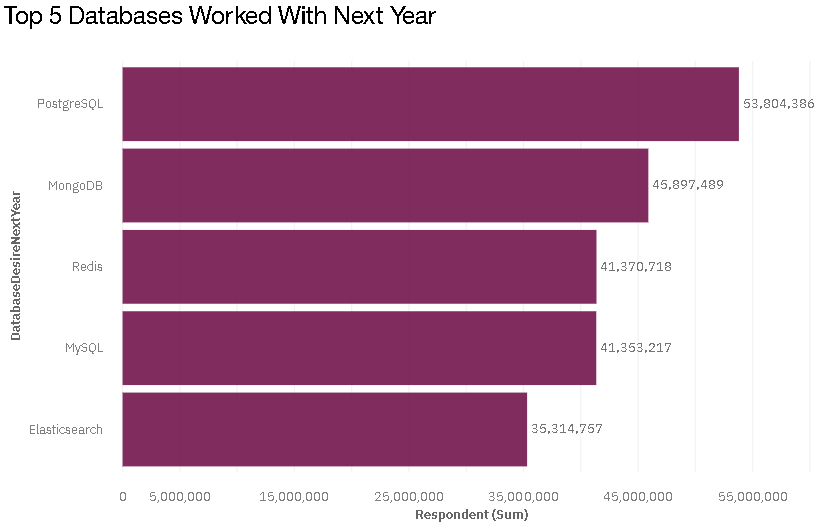 Top 5 Databases Worked With Next Year
DatabaseDesireNextYear
PostgreSQL 53,804,386
MongoDB 45,897,489
Redis 41,370,718
MySQL 41,353,217
Elasticsearch 35,314,757
0 5,000,000 15,000,000 25,000,000 35,000,000 45,000,000 55,000,000
Respondent (Sum)